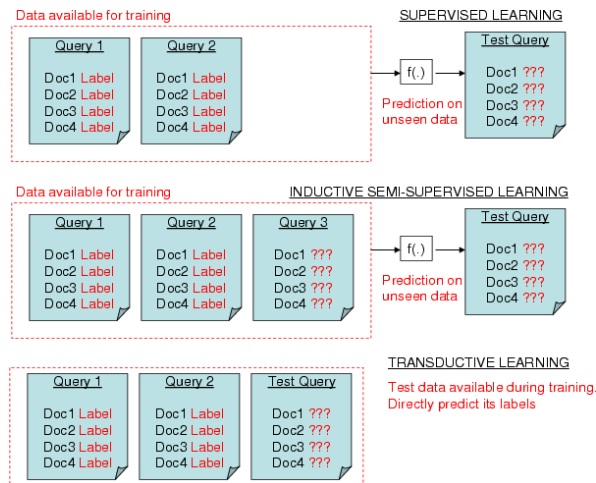 Data available for training
SUPERVISED LEARNING
Query 1
Doc1 Label
Doc2 Label
Doc3 Label
Doc4 Label
Query 2
Doc1 Label
Doc2 Label
Doc3 Label
Doc4 Label
f(.)
Prediction on
unseen data
Test Query
Doc1 ???
Doc2 ???
Doc3 ???
Doc4 ???
Data available for training
INDUCTIVE SEMI-SUPERVISED LEARNING
Query 1
Doc1 Label
Doc2 Label
Doc3 Label
Doc4 Label
Query 2
Doc1 Label
Doc2 Label
Doc3 Label
Doc4 Label
Query 3
Doc1 ???
Doc2 ???
Doc3 ???
Doc4 ???
f(.)
Prediction on
unseen data
Test Query
Doc1 ???
Doc2 ???
Doc3 ???
Doc4 ???
TRANSDUCTIVE LEARNING
Query 1
Doc1 Label
Doc2 Label
Doc3 Label
Doc4 Label
Query 2
Doc1 Label
Doc2 Label
Doc3 Label
Doc4 Label
Test Query
Doc1 ???
Doc2 ???
Doc3 ???
Doc4 ???
Test data available during training.
Directly predict its labels